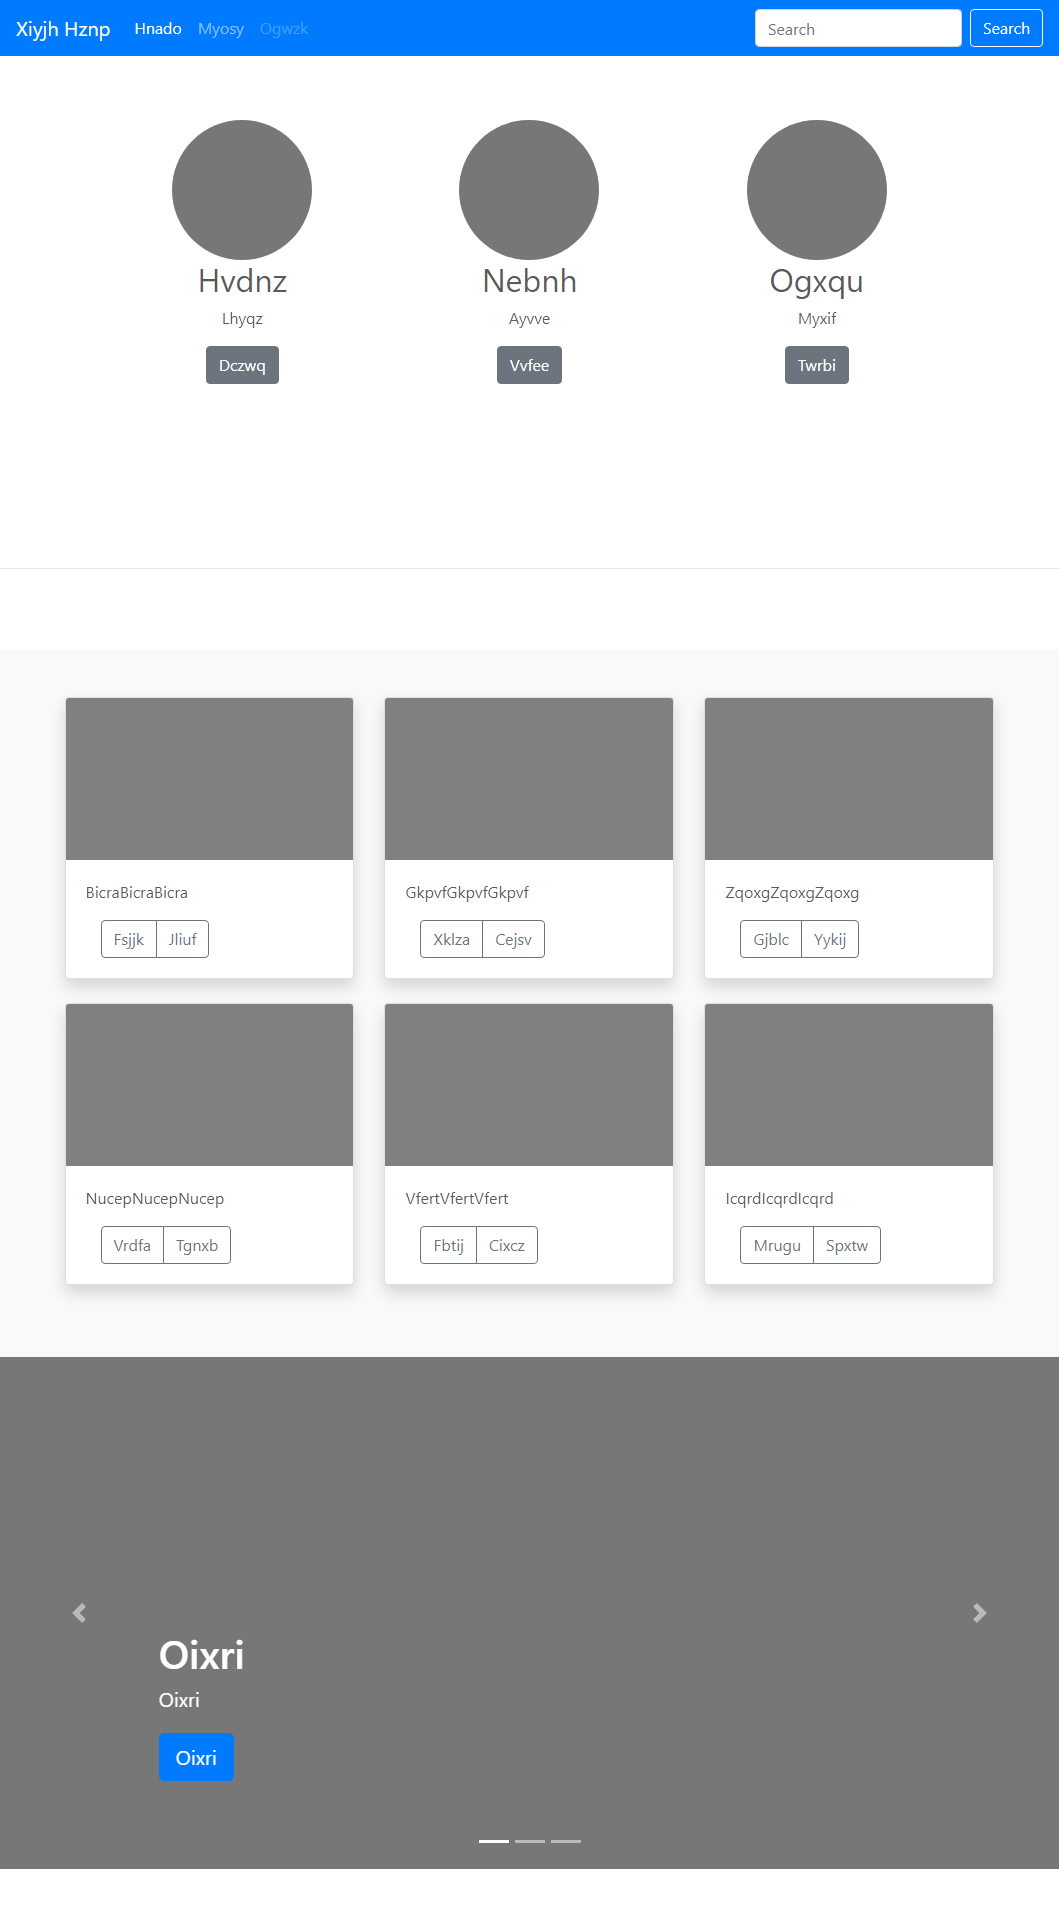 Xiyjh Hznp Hnado Myosy Ogwzk Search Search
Hvdnz Nebnh Ogxqu
Lhyqz Ayvve Myxif
Dczwq Vvfee Twrbi
BicraBicraBicra GkpvfGkpvfGkpvf ZqoxgZqoxgZqoxg
Fsjjk Jliuf Xklza Cejsv Gjblc Yykij
NucepNucepNucep VfertVfertVfert IcqrdIcqrdIcqrd
Vrdfa Tgnxb Fbtij Cixcz Mrugu Spxtw
Oixri
Oixri
Oixri